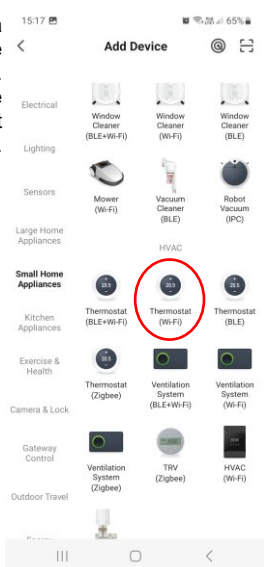 15:17
65%
Add Device
Electrical
Lighting
Sensors
Large Home
Appliances
Small Home
Appliances
Kitchen
Appliances
Exercise &
Health
Camera & Lock
Gateway
Control
Outdoor Travel
Energy
Window
Cleaner
(BLE+Wi-Fi)
Window
Cleaner
(Wi-Fi)
Window
Cleaner
(BLE)
Mower
(Wi-Fi)
Vacuum
Cleaner
(BLE)
Robot
Vacuum
(IPC)
HVAC
20.5
Thermostat
(BLE+Wi-Fi)
20.5
Thermostat
(Wi-Fi)
20.5
Thermostat
(BLE)
20.5
Thermostat
(Zigbee)
Ventilation
System
(BLE+Wi-Fi)
Ventilation
System
(Wi-Fi)
Ventilation
System
(Zigbee)
TRV
(Zigbee)
HVAC
(Wi-Fi)